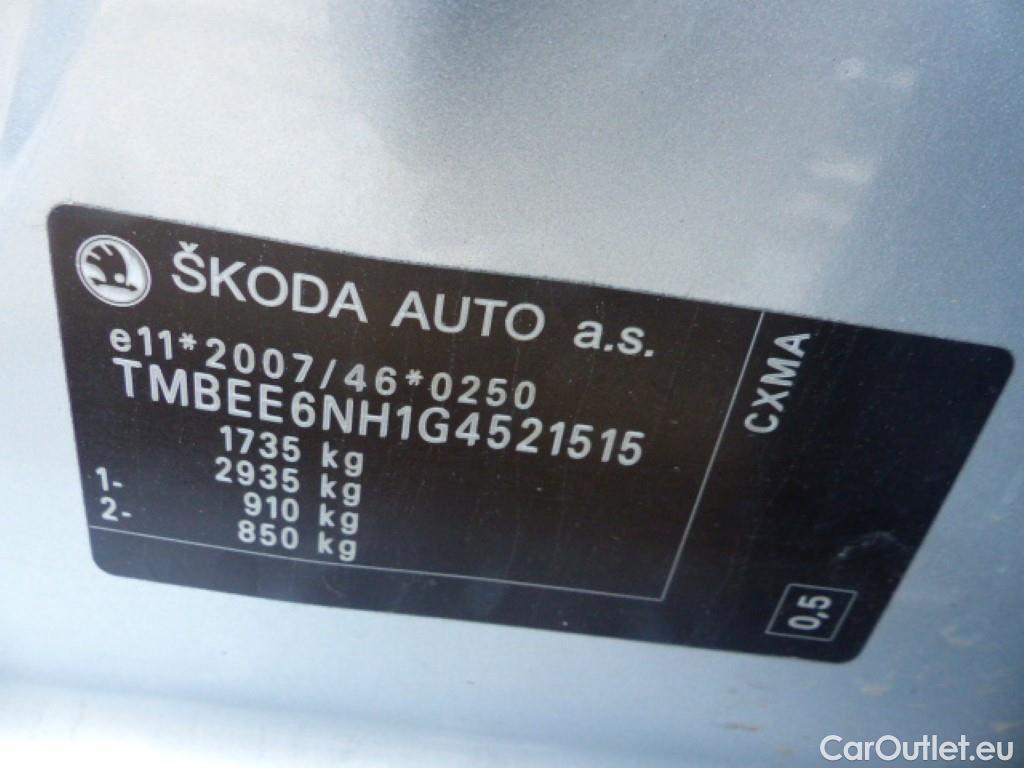 ŠKODA AUTO a.s.
e11*2007/46*0250
TMBEE6NH1G4521515
1735 kg
2935 kg
1- 910 kg
2- 850 kg
CXMA
0,5
CarOutlet.eu